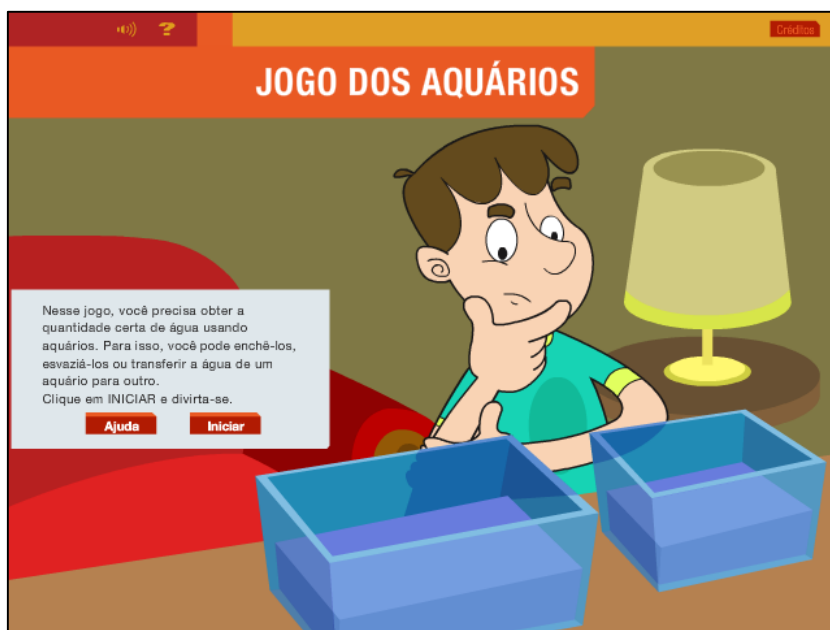 ?
Créditos
JOGO DOS AQUÁRIOS
Nesse jogo, você precisa obter a
quantidade certa de água usando
aquários. Para isso, você pode enchê-los,
esvaziá-los ou transferir a água de um
aquário para outro.
Clique em INICIAR e divirta-se.
Ajuda
Iniciar